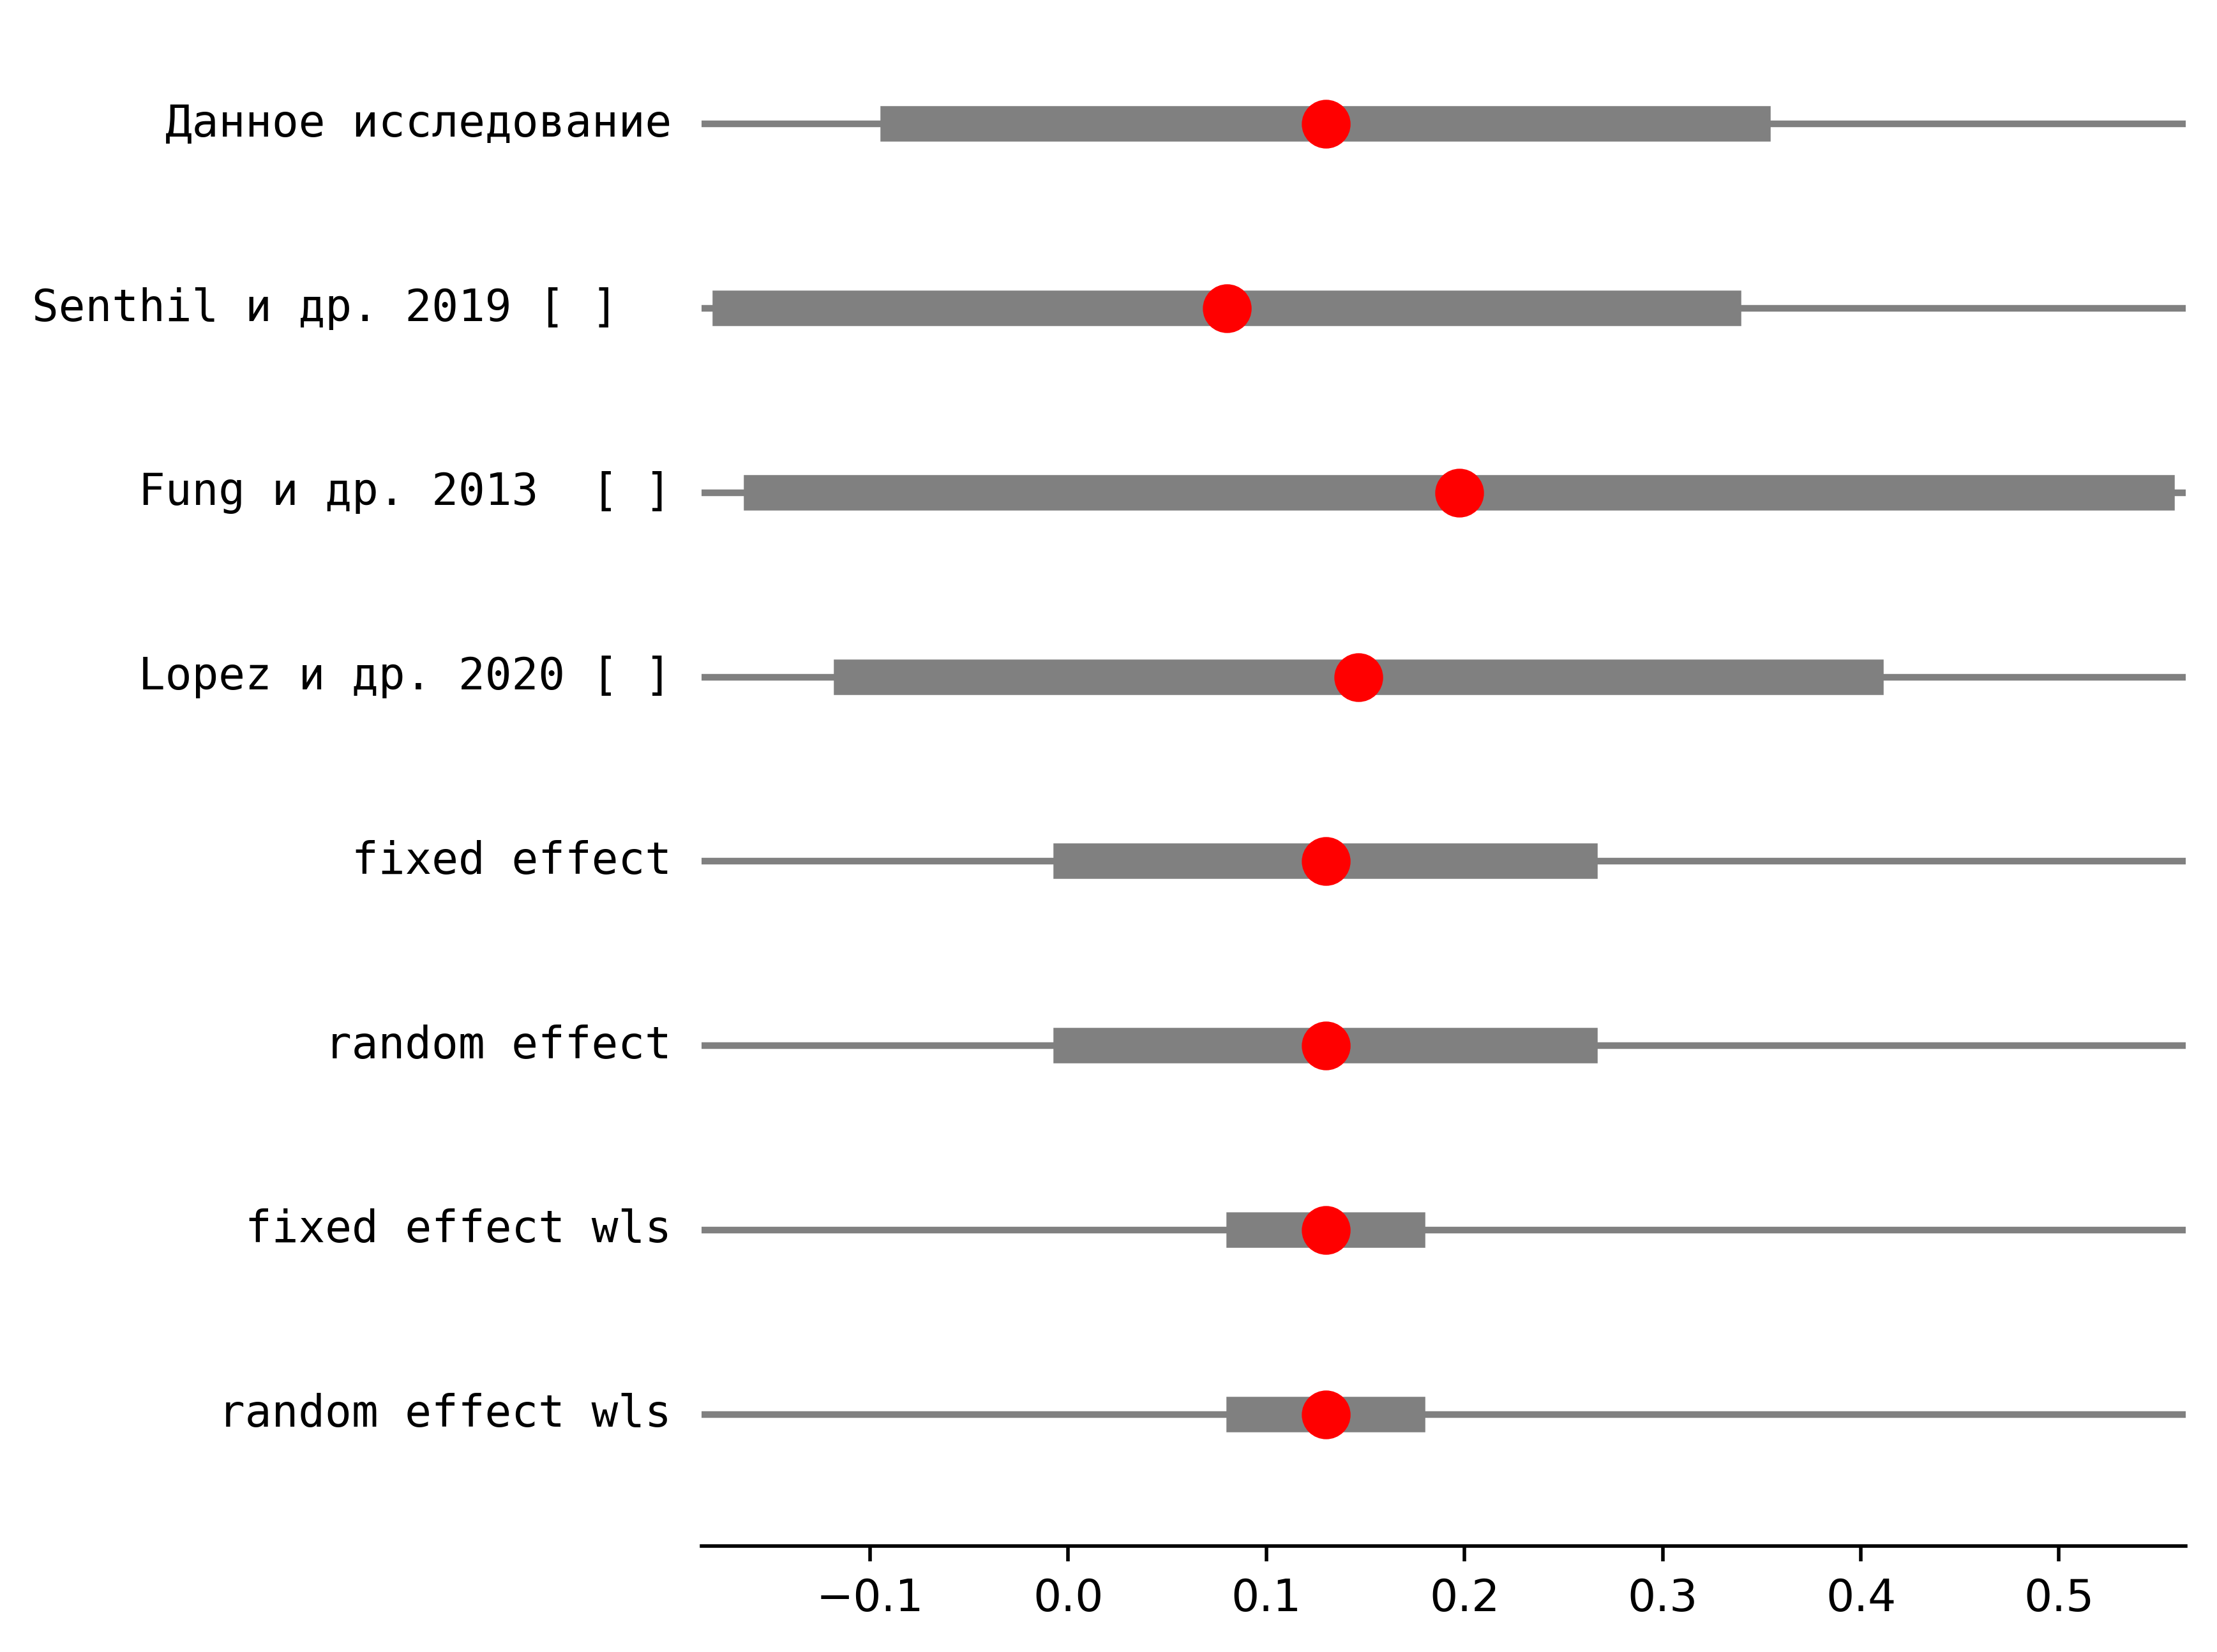 Данное исследование
Senthil и др. 2019 [ ]
Fung и др. 2013  [ ]
Lopez и др. 2020 [ ]
fixed effect
random effect
fixed effect wls
random effect wls
−0.1 0.0 0.1 0.2 0.3 0.4 0.5